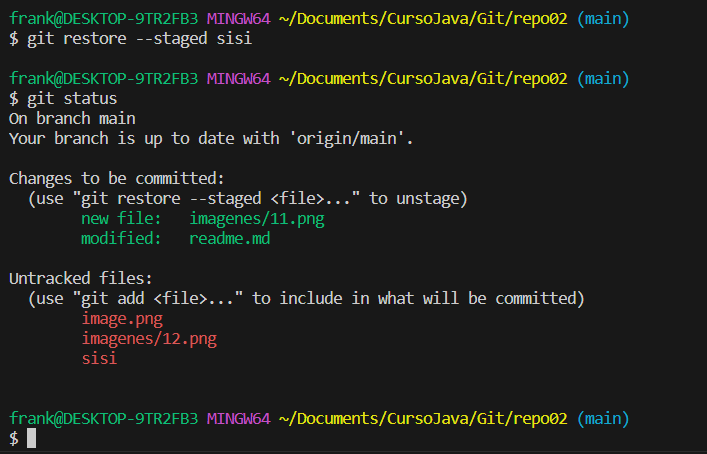 frank@DESKTOP-9TR2FB3 MINGW64 ~/Documents/CursoJava/Git/repo02 (main)
$ git restore --staged sisi
frank@DESKTOP-9TR2FB3 MINGW64 ~/Documents/CursoJava/Git/repo02 (main)
$ git status
On branch main
Your branch is up to date with 'origin/main'.
Changes to be committed:
  (use "git restore --staged <file>..." to unstage)
        new file:   imagenes/11.png
        modified:   readme.md
Untracked files:
  (use "git add <file>..." to include in what will be committed)
        image.png
        imagenes/12.png
        sisi
frank@DESKTOP-9TR2FB3 MINGW64 ~/Documents/CursoJava/Git/repo02 (main)
$